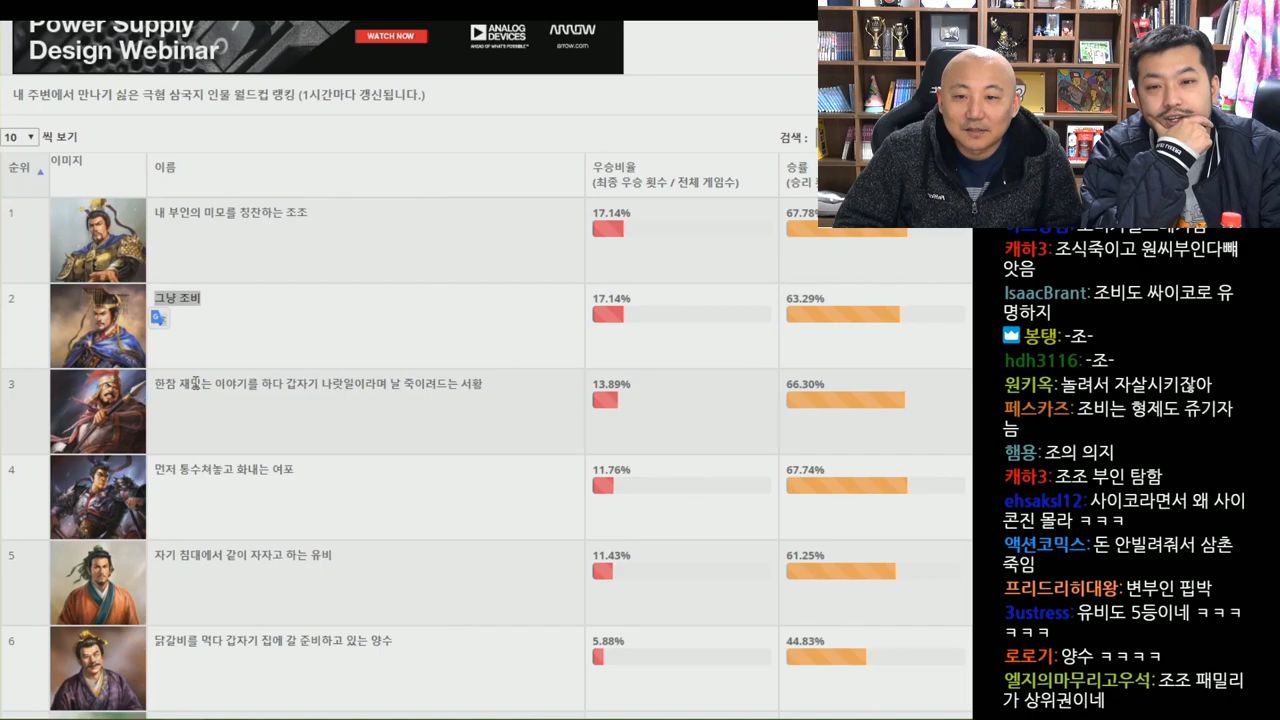 Power Supply
Design Webinar
WATCH NOW
ANALOG
DEVICES
AHEAD OF WHAT'S POSSIBLE™
ARROW
arrow.com
내 주변에서 만나기 싫은 극혐 삼국지 인물 월드컵 랭킹 (1시간마다 갱신됩니다.)
10 씩 보기
검색 :
순위 이미지 이름 우승비율 승률
(최종 우승 횟수 / 전체 게임수) (승리
1 내 부인의 미모를 칭찬하는 조조 17.14% 67.78%
2 그냥 조비 17.14% 63.29%
3 한참 재밌는 이야기를 하다 갑자기 나랏일이라며 날 죽이려드는 서황 13.89% 66.30%
4 먼저 통수쳐놓고 화내는 여포 11.76% 67.74%
5 자기 침대에서 같이 자자고 하는 유비 11.43% 61.25%
6 닭갈비를 먹다 갑자기 집에 갈 준비하고 있는 양수 5.88% 44.83%
캐하3: 조식죽이고 원씨부인다빼
앗음
IsaacBrant: 조비도 싸이코로 유
명하지
봉탱: -조-
hdh3116: -조-
원키옥: 놀려서 자살시키잖아
페스카즈: 조비는 형제도 쥬기자
늠
햄용: 조의 의지
캐하3: 조조 부인 탐함
ehsaksl12: 사이코라면서 왜 사이
콘진 몰라 ㅋㅋㅋ
액션코믹스: 돈 안빌려줘서 삼촌
죽임
프리드리히대왕: 변부인 핍박
3ustress: 유비도 5등이네 ㅋㅋㅋ
ㅋㅋㅋㅋ
로로기: 양수 ㅋㅋㅋㅋ
엘지의마무리고우석: 조조 패밀리
가 상위권이네